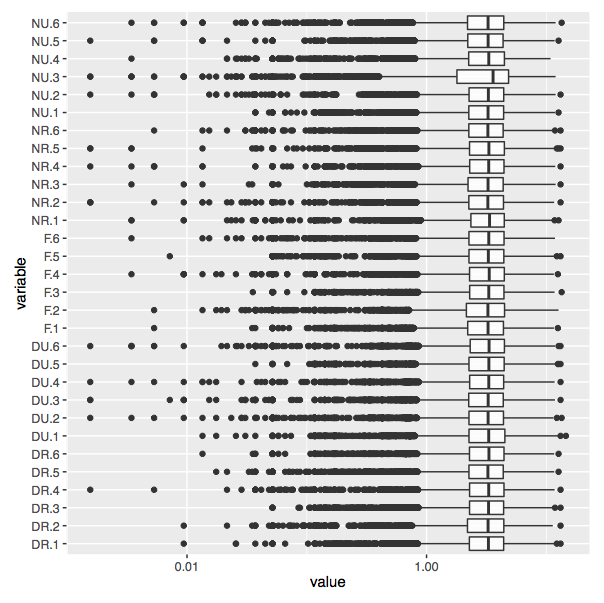 NU.6
NU.5
NU.4
NU.3
NU.2
NU.1
NR.6
NR.5
NR.4
NR.3
NR.2
NR.1
F.6
F.5
F.4
F.3
F.2
F.1
DU.6
DU.5
DU.4
DU.3
DU.2
DU.1
DR.6
DR.5
DR.4
DR.3
DR.2
DR.1
variable
0.01 1.00
value